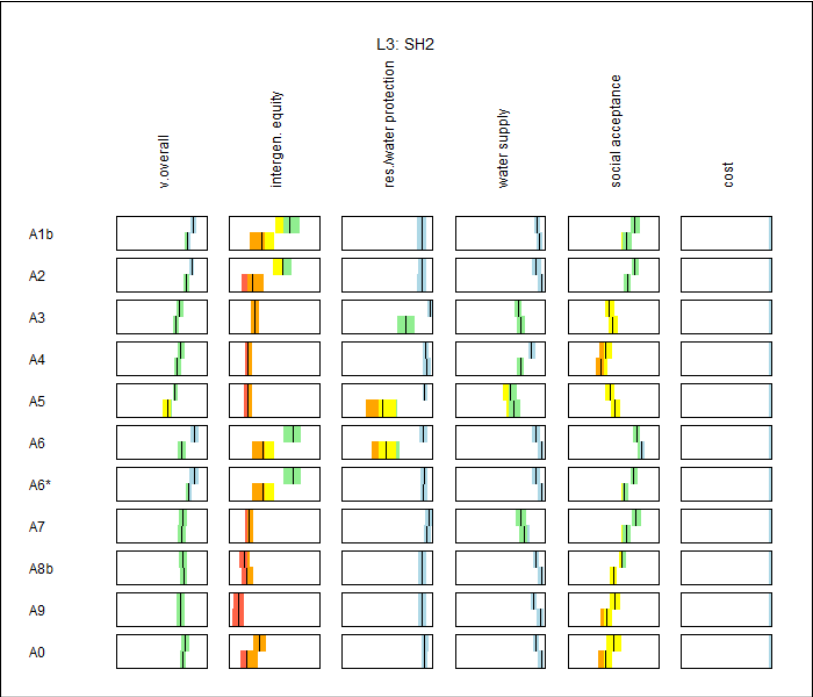 L3: SH2
v.overall
intergen. equity
res./water protection
water supply
social acceptance
cost
A1b
A2
A3
A4
A5
A6
A6*
A7
A8b
A9
A0